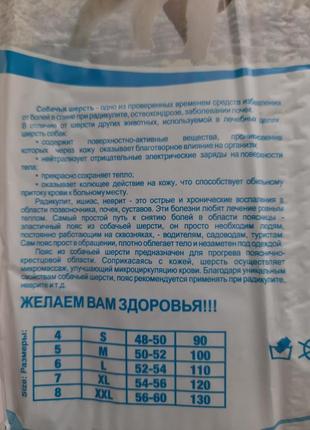 Собачья шерсть - одно из проверенных временем средств избавления
от болей в спине при радикулите, остеохондрозе, заболевании почек.
В отличие от шерсти других животных, используемой в лечебных целях
шерсть собак:
• содержит поверхностно-активные вещества, проникновение
которых через кожу оказывает благотворное влияние на организм;
• нейтрализует отрицательные электрические заряды на поверхности
тела;
• прекрасно сохраняет тепло;
• оказывает колющее действие на кожу, что способствует обильному
притоку крови к больному месту.
Радикулит, ишиас, неврит - это острые и хронические воспаления в
области позвоночника, почек, суставов. Эти болезни любят лечение ровным
теплом. Самый простой путь к снятию болей в области поясницы -
эластичный пояс из собачьей шерсти, он просто необходим людям,
постоянно работающим на сквозняках, - водителям, садоводам, туристам.
Сам пояс прост в обращении, плотно облегает тело и незаметен под одеждой.
Пояс из собачьей шерсти предназначен для прогрева пояснично-
крестцовой области. Соприкасаясь с кожей, шерсть осуществляет
микромассаж, улучшающий микроциркуляцию крови. Благодаря уникальным
свойствам собачьей шерсти, пояс рекомендуется применять при радикулите,
неврите и т.д.
ЖЕЛАЕМ ВАМ ЗДОРОВЬЯ!!!
Size: Размеры:
4 S 48-50 90
5 M 50-52 100
6 L 52-54 110
7 XL 54-56 120
8 XXL 56-60 130